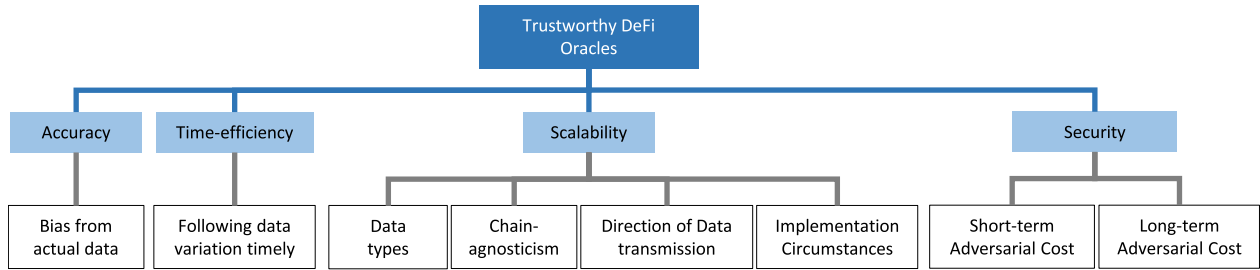 Trustworthy DeFi
Oracles
Accuracy
Time-efficiency
Scalability
Security
Bias from
actual data
Following data
variation timely
Data
types
Chain-
agnosticism
Direction of Data
transmission
Implementation
Circumstances
Short-term
Adversarial Cost
Long-term
Adversarial Cost